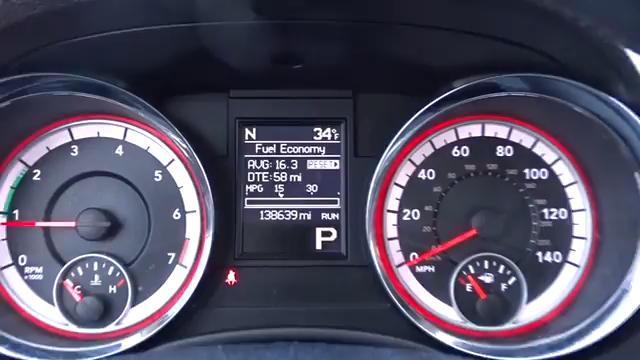 N 34°F
Fuel Economy
AVG: 16.3 RESET
DTE: 58 mi
MPG 15 30
138639 mi RUN
P
0 1 2 3 4 5 6 7
RPM
x1000
C H
0 20 40 60 80 100 120 140
MPH
E F